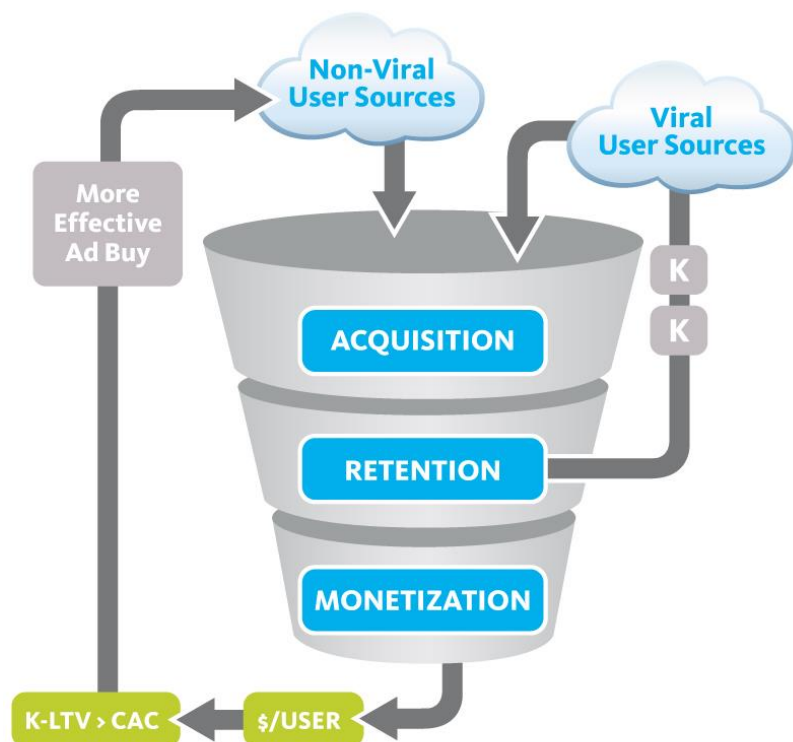 Non-Viral
User Sources
Viral
User Sources
More
Effective
Ad Buy
K
K
ACQUISITION
RETENTION
MONETIZATION
K-LTV › CAC
$/USER